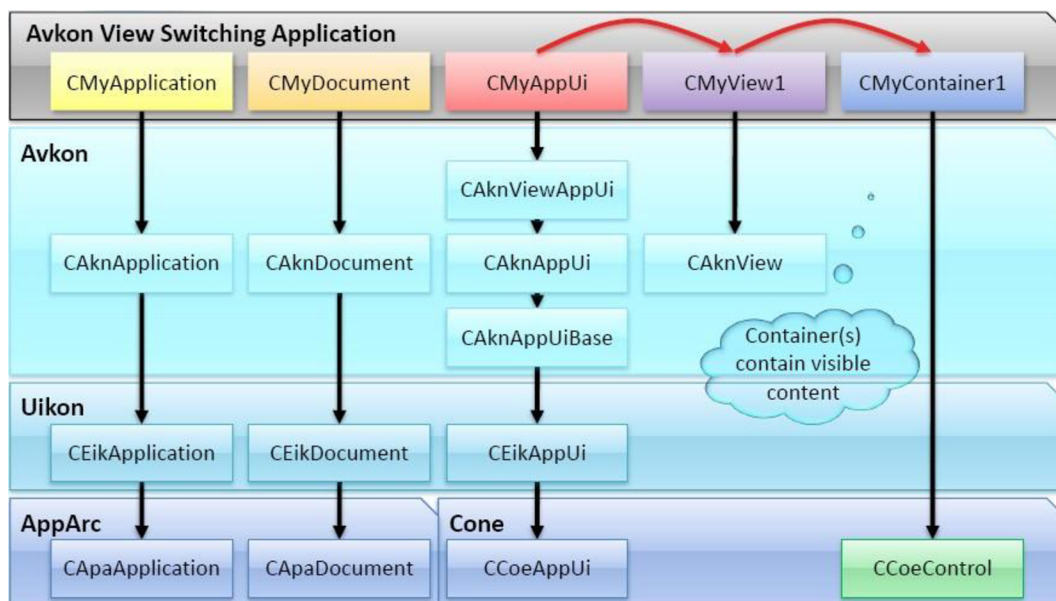 Avkon View Switching Application
CMyApplication
CMyDocument
CMyAppUi
CMyView1
CMyContainer1
Avkon
CAknViewAppUi
CAknApplication
CAknDocument
CAknAppUi
CAknView
CAknAppUiBase
Container(s)
contain visible
content
Uikon
CEikApplication
CEikDocument
CEikAppUi
AppArc
Cone
CApaApplication
CApaDocument
CCoeAppUi
CCoeControl